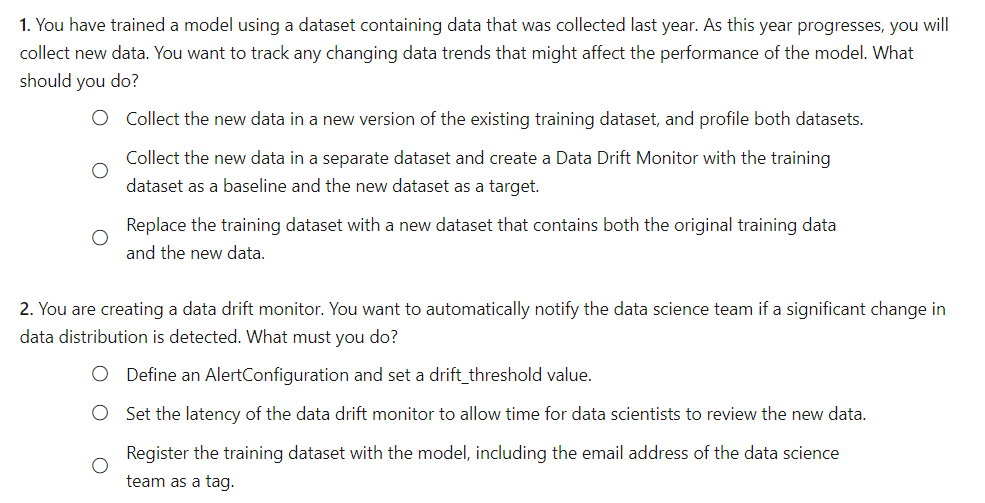 1. You have trained a model using a dataset containing data that was collected last year. As this year progresses, you will
collect new data. You want to track any changing data trends that might affect the performance of the model. What
should you do?
Collect the new data in a new version of the existing training dataset, and profile both datasets.
Collect the new data in a separate dataset and create a Data Drift Monitor with the training
dataset as a baseline and the new dataset as a target.
Replace the training dataset with a new dataset that contains both the original training data
and the new data.
2. You are creating a data drift monitor. You want to automatically notify the data science team if a significant change in
data distribution is detected. What must you do?
Define an AlertConfiguration and set a drift_threshold value.
Set the latency of the data drift monitor to allow time for data scientists to review the new data.
Register the training dataset with the model, including the email address of the data science
team as a tag.